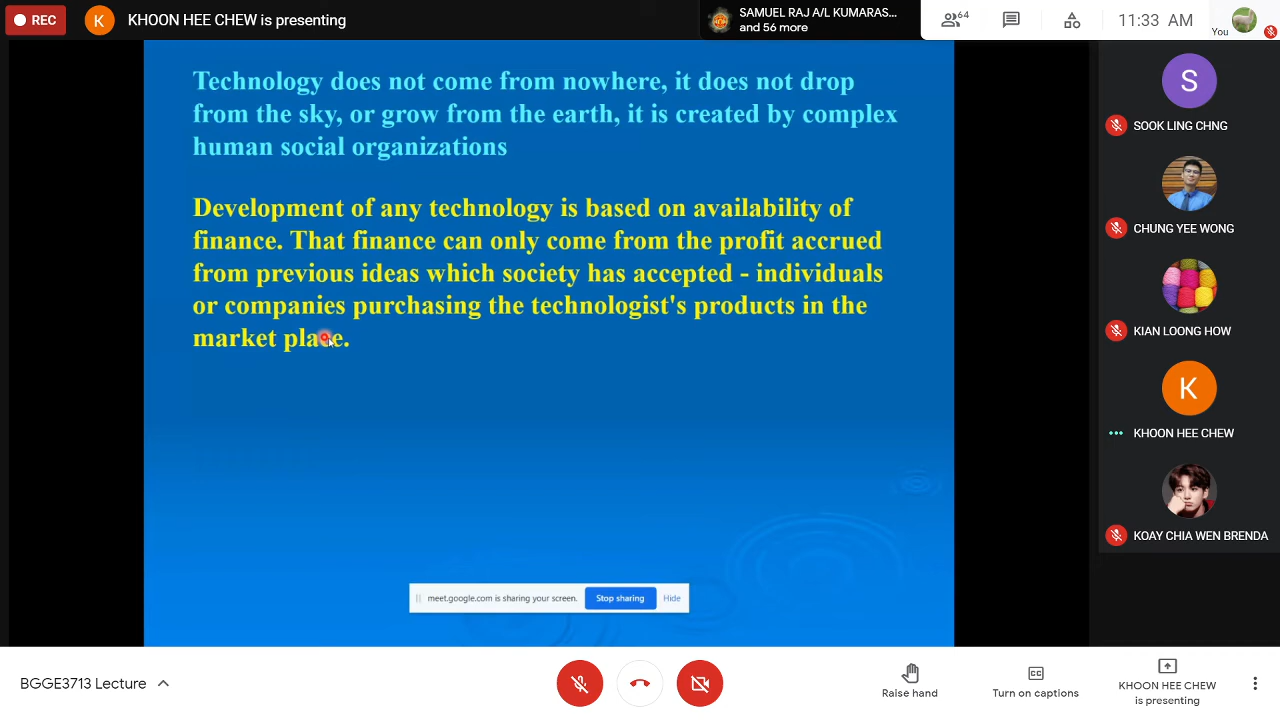 REC
K
KHOON HEE CHEW is presenting
SAMUEL RAJ A/L KUMARAS...
and 56 more
64
11:33 AM
You
Technology does not come from nowhere, it does not drop
from the sky, or grow from the earth, it is created by complex
human social organizations
Development of any technology is based on availability of
finance. That finance can only come from the profit accrued
from previous ideas which society has accepted - individuals
or companies purchasing the technologist's products in the
market place.
meet.google.com is sharing your screen.
Stop sharing
Hide
S
SOOK LING CHNG
CHUNG YEE WONG
KIAN LOONG HOW
K
KHOON HEE CHEW
KOAY CHIA WEN BRENDA
BGGE3713 Lecture
Raise hand
CC
Turn on captions
KHOON HEE CHEW
is presenting